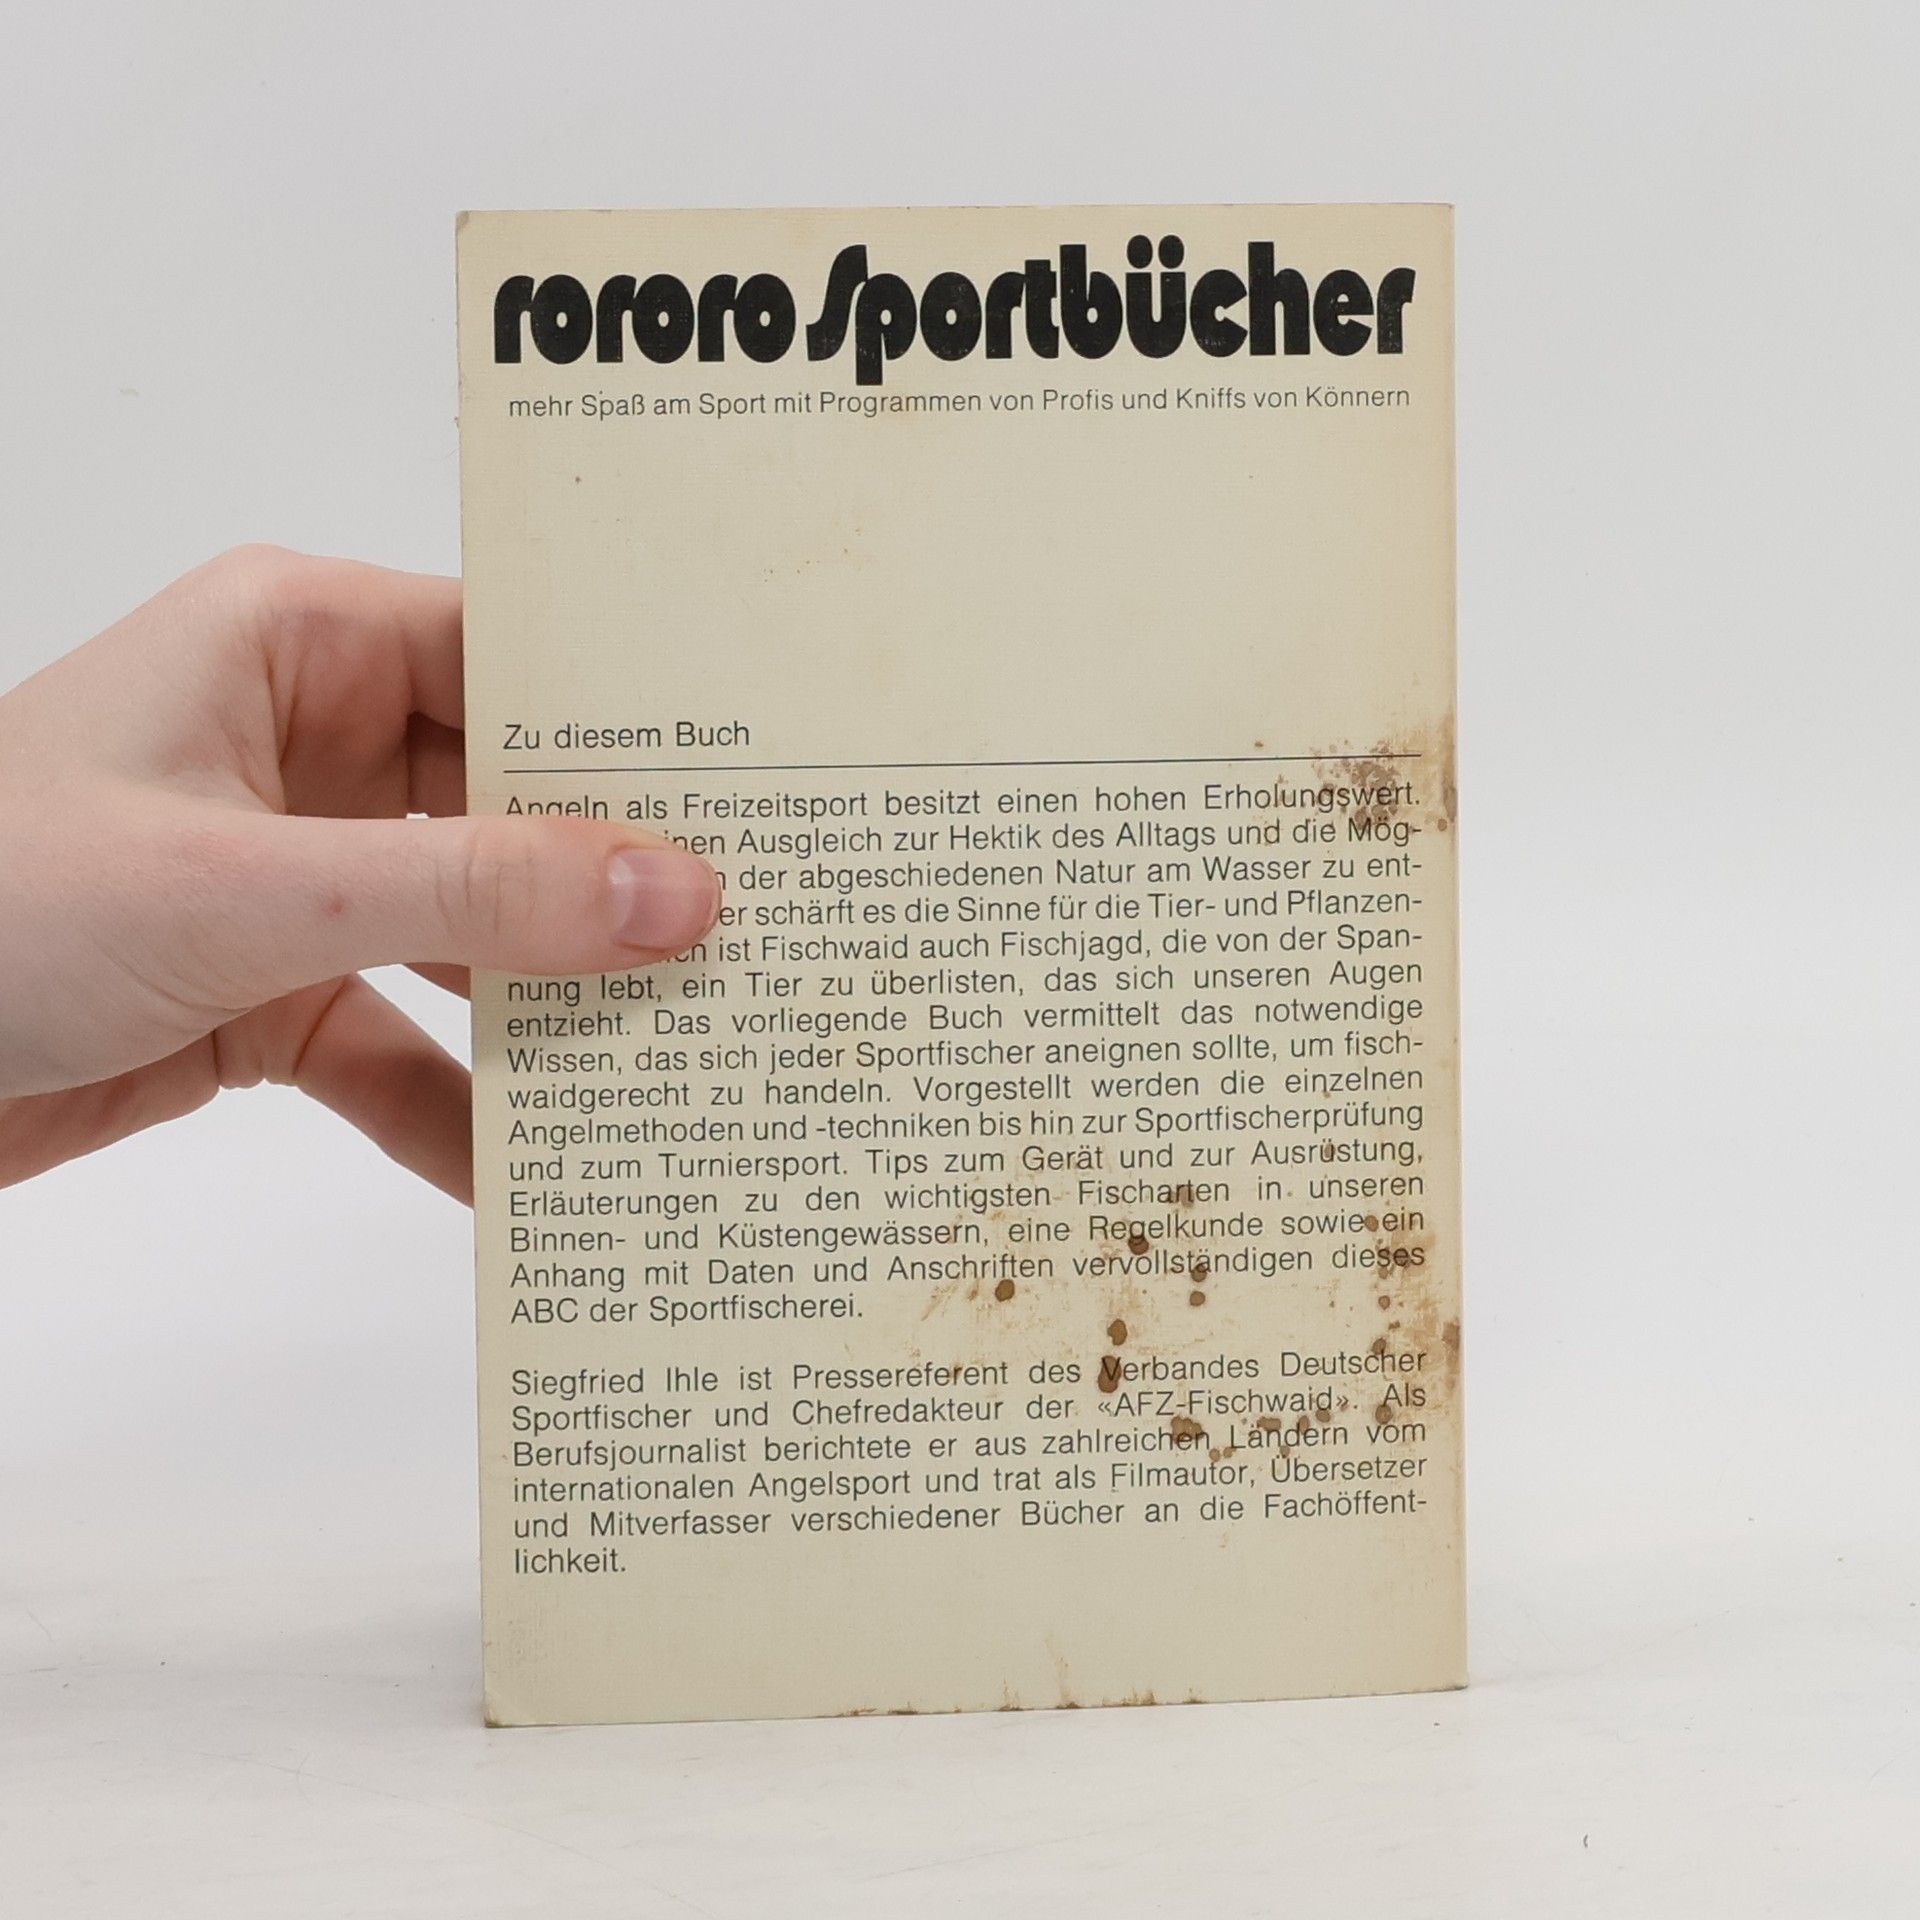 rororo Sportbücher
mehr Spaß am Sport mit Programmen von Profis und Kniffs von Könnern
Zu diesem Buch
Angeln als Freizeitsport besitzt einen hohen Erholungswert.
Ausgleich zur Hektik des Alltags und die Mög-
der abgeschiedenen Natur am Wasser zu ent-
schärft es die Sinne für die Tier- und Pflanzen-
ist Fischwaid auch Fischjagd, die von der Span-
nung lebt, ein Tier zu überlisten, das sich unseren Augen
entzieht. Das vorliegende Buch vermittelt das notwendige
Wissen, das sich jeder Sportfischer aneignen sollte, um fisch-
waidgerecht zu handeln. Vorgestellt werden die einzelnen
Angelmethoden und -techniken bis hin zur Sportfischerprüfung
und zum Turniersport. Tips zum Gerät und zur Ausrüstung,
Erläuterungen zu den wichtigsten Fischarten in unseren
Binnen- und Küstengewässern, eine Regelkunde sowie ein
Anhang mit Daten und Anschriften vervollständigen dieses
ABC der Sportfischerei.
Siegfried Ihle ist Pressereferent des Verbandes Deutscher
Sportfischer und Chefredakteur der «AFZ-Fischwaid». Als
Berufsjournalist berichtete er aus zahlreichen Ländern vom
internationalen Angelsport und trat als Filmautor, Übersetzer
und Mitverfasser verschiedener Bücher an die Fachöffent-
lichkeit.